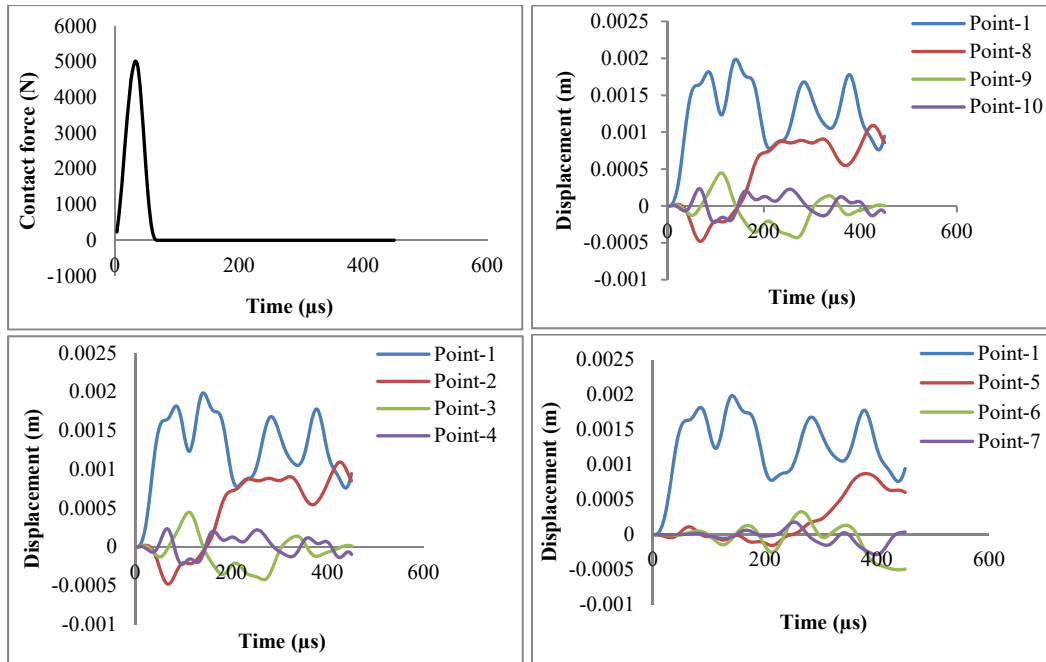 6000
5000
4000
3000
2000
1000
0
-1000
0
200
400
600
Contact force (N)
Time (µs)
0.0025
0.002
0.0015
0.001
0.0005
0
-0.0005
-0.001
0
200
400
600
Displacement (m)
Time (µs)
Point-1
Point-8
Point-9
Point-10
0.0025
0.002
0.0015
0.001
0.0005
0
-0.0005
-0.001
0
200
400
600
Displacement (m)
Time (µs)
Point-1
Point-2
Point-3
Point-4
0.0025
0.002
0.0015
0.001
0.0005
0
-0.0005
-0.001
0
200
400
600
Displacement (m)
Time (µs)
Point-1
Point-5
Point-6
Point-7